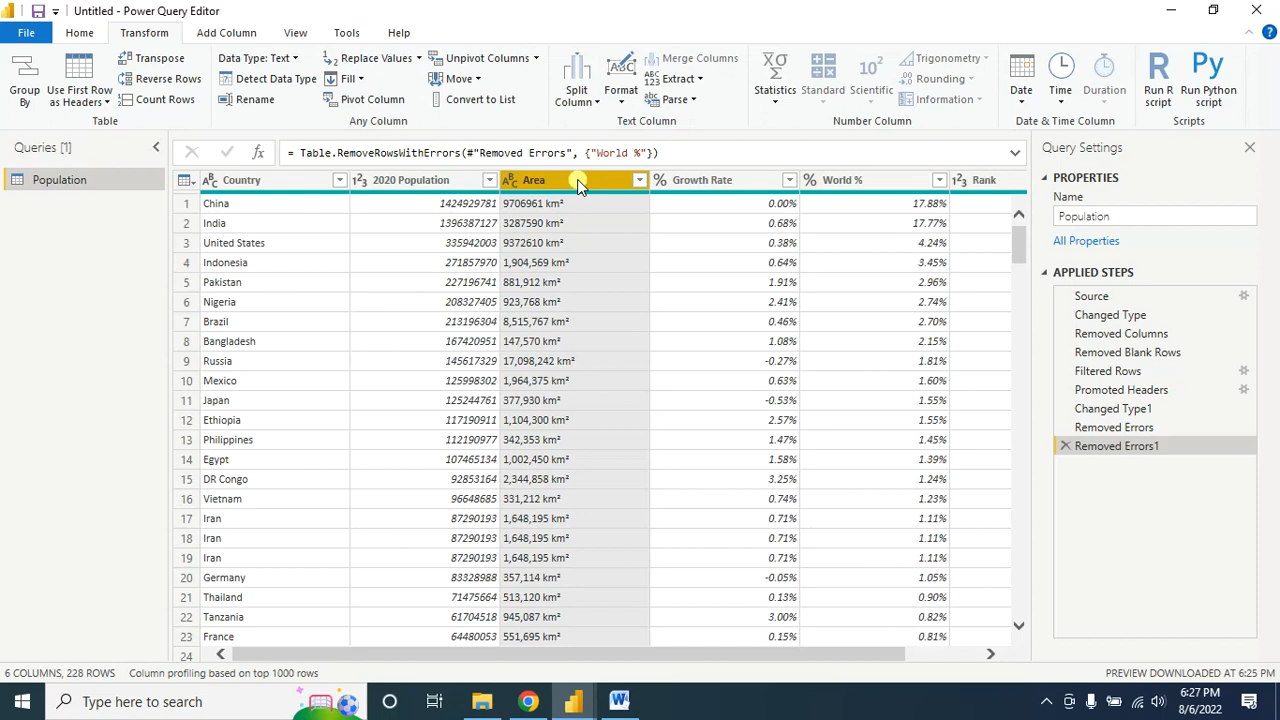 Untitled - Power Query Editor
File Home Transform Add Column View Tools Help
Group By
Use First Row as Headers
Transpose
Reverse Rows
Count Rows
Table
Data Type: Text
Detect Data Type
Rename
Replace Values
Fill
Pivot Column
Unpivot Columns
Move
Convert to List
Any Column
Split Column
Format
Merge Columns
Extract
Parse
Text Column
Statistics
Standard
Scientific
Trigonometry
Rounding
Information
Number Column
Date
Time
Duration
Date & Time Column
Run R script
Run Python script
Scripts
Queries [1]
Population
= Table.RemoveRowsWithErrors(#"Removed Errors", {"World %"})
Country 2020 Population Area Growth Rate World % Rank
1 China 1424929781 9706961 km² 0.00% 17.88%
2 India 1396387127 3287590 km² 0.68% 17.77%
3 United States 335942003 9372610 km² 0.38% 4.24%
4 Indonesia 271857970 1,904,569 km² 0.64% 3.45%
5 Pakistan 227196741 881,912 km² 1.91% 2.96%
6 Nigeria 208327405 923,768 km² 2.41% 2.74%
7 Brazil 213196304 8,515,767 km² 0.46% 2.70%
8 Bangladesh 167420951 147,570 km² 1.08% 2.15%
9 Russia 145617329 17,098,242 km² -0.27% 1.81%
10 Mexico 125998302 1,964,375 km² 0.63% 1.60%
11 Japan 125244761 377,930 km² -0.53% 1.55%
12 Ethiopia 117190911 1,104,300 km² 2.57% 1.55%
13 Philippines 112190977 342,353 km² 1.47% 1.45%
14 Egypt 107465134 1,002,450 km² 1.58% 1.39%
15 DR Congo 92853164 2,344,858 km² 3.25% 1.24%
16 Vietnam 96648685 331,212 km² 0.74% 1.23%
17 Iran 87290193 1,648,195 km² 0.71% 1.11%
18 Iran 87290193 1,648,195 km² 0.71% 1.11%
19 Iran 87290193 1,648,195 km² 0.71% 1.11%
20 Germany 83328988 357,114 km² -0.05% 1.05%
21 Thailand 71475664 513,120 km² 0.13% 0.90%
22 Tanzania 61704518 945,087 km² 3.00% 0.82%
23 France 64480053 551,695 km² 0.15% 0.81%
24
Query Settings
PROPERTIES
Name
Population
All Properties
APPLIED STEPS
Source
Changed Type
Removed Columns
Removed Blank Rows
Filtered Rows
Promoted Headers
Changed Type1
Removed Errors
Removed Errors1
6 COLUMNS, 228 ROWS Column profiling based on top 1000 rows PREVIEW DOWNLOADED AT 6:25 PM
Type here to search
6:27 PM
8/6/2022